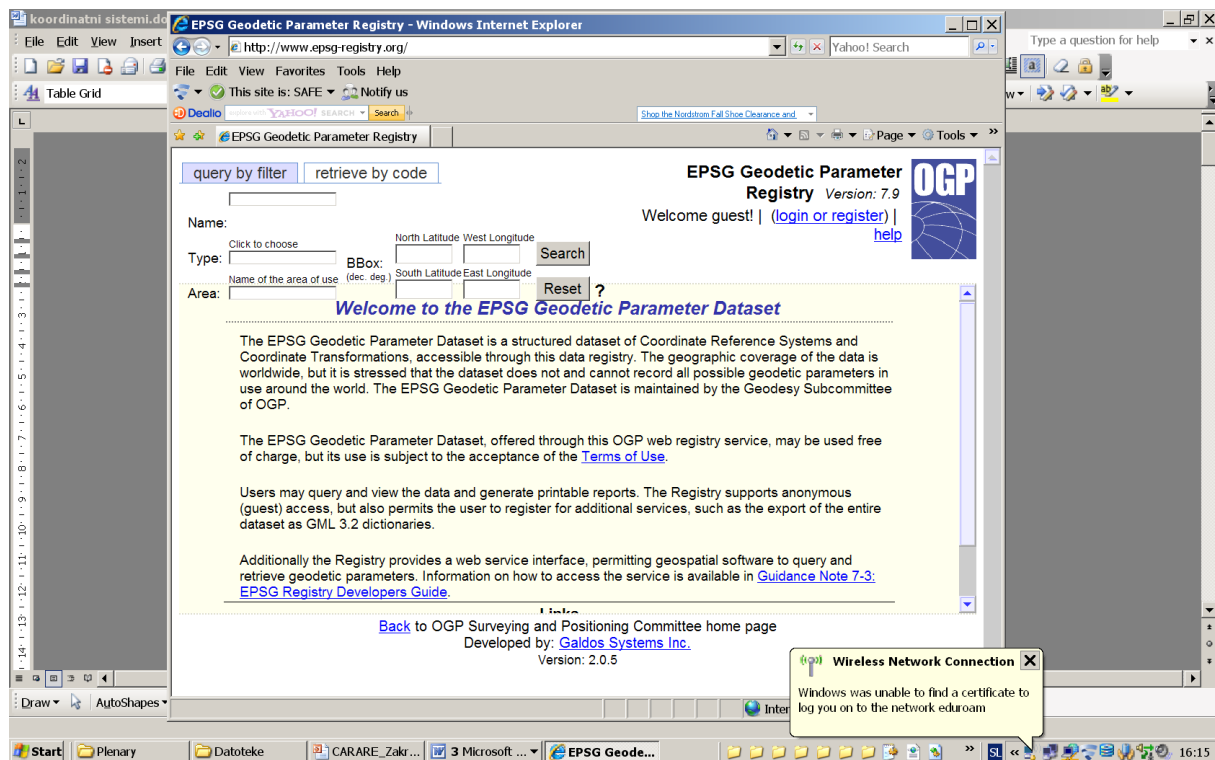 koordinatni sistemi.do
EPSG Geodetic Parameter Registry - Windows Internet Explorer
File Edit View Insert
http://www.epsg-registry.org/
Yahoo! Search
Type a question for help
File Edit View Favorites Tools Help
Table Grid
This site is: SAFE
Notify us
Dealio
YAHOO! SEARCH
Search
Shop the Nordstrom Fall Shoe Clearance and
EPSG Geodetic Parameter Registry
Page
Tools
query by filter
retrieve by code
EPSG Geodetic Parameter
Registry Version: 7.9
OGP
Welcome guest! | (login or register) |
help
Name:
Click to choose
Type:
BBox:
(dec. deg.)
North Latitude West Longitude
Search
Name of the area of use
South Latitude East Longitude
Area:
Reset ?
Welcome to the EPSG Geodetic Parameter Dataset
The EPSG Geodetic Parameter Dataset is a structured dataset of Coordinate Reference Systems and
Coordinate Transformations, accessible through this data registry. The geographic coverage of the data is
worldwide, but it is stressed that the dataset does not and cannot record all possible geodetic parameters in
use around the world. The EPSG Geodetic Parameter Dataset is maintained by the Geodesy Subcommittee
of OGP.
The EPSG Geodetic Parameter Dataset, offered through this OGP web registry service, may be used free
of charge, but its use is subject to the acceptance of the Terms of Use.
Users may query and view the data and generate printable reports. The Registry supports anonymous
(guest) access, but also permits the user to register for additional services, such as the export of the entire
dataset as GML 3.2 dictionaries.
Additionally the Registry provides a web service interface, permitting geospatial software to query and
retrieve geodetic parameters. Information on how to access the service is available in Guidance Note 7-3:
EPSG Registry Developers Guide.
Links
Back to OGP Surveying and Positioning Committee home page
Developed by: Galdos Systems Inc.
Version: 2.0.5
Wireless Network Connection
Windows was unable to find a certificate to
log you on to the network eduroam
Draw
AutoShapes
Inter
Start
Plenary
Datoteke
CARARE_Zakr...
3 Microsoft ...
EPSG Geode...
SL
16:15